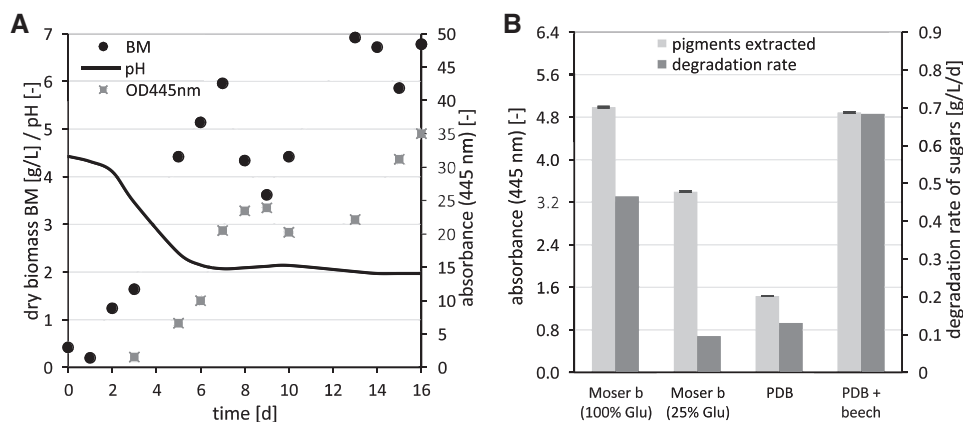 A
dry biomass BM [g/L] / pH [-]
7
6
5
4
3
2
1
0
BM
pH
OD445nm
50
45
40
35
30
25
20
15
10
5
0
absorbance (445 nm) [-]
0 2 4 6 8 10 12 14 16
time [d]
B
absorbance (445 nm) [-]
6.4
5.6
4.8
4.0
3.2
2.4
1.6
0.8
0.0
pigments extracted
degradation rate
0.9
0.8
0.7
0.6
0.5
0.4
0.3
0.2
0.1
0
degradation rate of sugars [g/L/d]
Moser b
(100% Glu)
Moser b
(25% Glu)
PDB
PDB +
beech